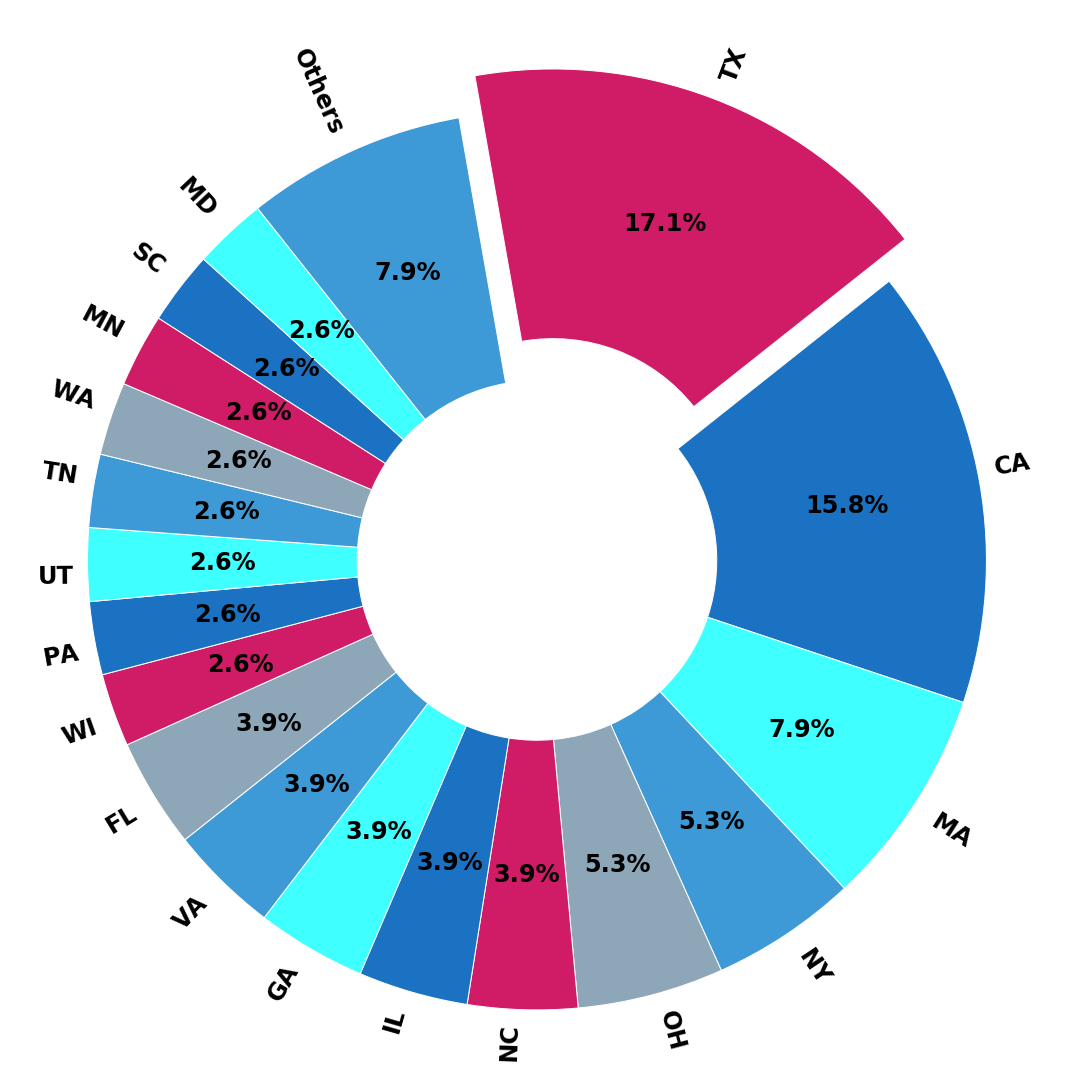 TX
17.1%
CA
15.8%
MA
7.9%
NY
5.3%
OH
5.3%
NC
3.9%
IL
3.9%
GA
3.9%
VA
3.9%
FL
3.9%
WI
2.6%
PA
2.6%
UT
2.6%
TN
2.6%
WA
2.6%
MN
2.6%
SC
2.6%
MD
2.6%
Others
7.9%